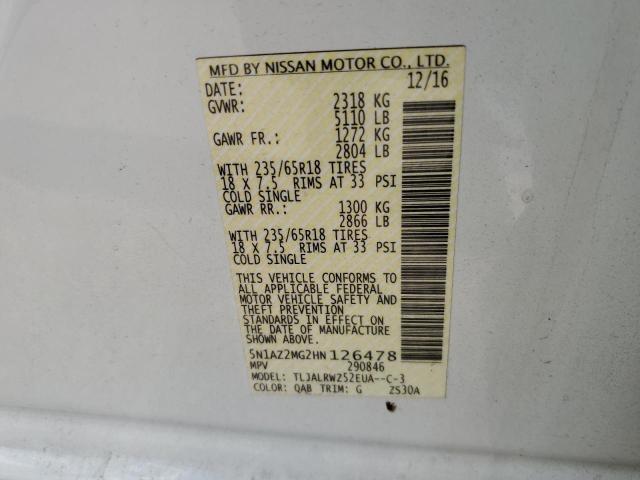 MFD BY NISSAN MOTOR CO., LTD.
DATE: 12/16
GVWR: 2318 KG
5110 LB
GAWR FR.: 1272 KG
2804 LB
WITH 235/65R18 TIRES
18 X 7.5 RIMS AT 33 PSI
COLD SINGLE
GAWR RR.: 1300 KG
2866 LB
WITH 235/65R18 TIRES
18 X 7.5 RIMS AT 33 PSI
COLD SINGLE
THIS VEHICLE CONFORMS TO
ALL APPLICABLE FEDERAL
MOTOR VEHICLE SAFETY AND
THEFT PREVENTION
STANDARDS IN EFFECT ON
THE DATE OF MANUFACTURE
SHOWN ABOVE.
5N1AZ2MG2HN126478
MPV 290846
MODEL: TLJALRWZ52EUA--C-3
COLOR: QAB TRIM: G ZS30A